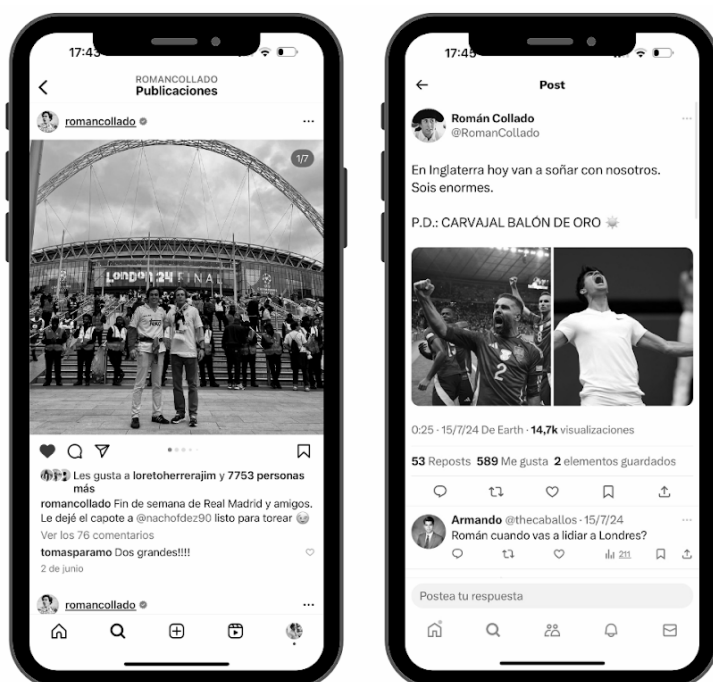 17:43
ROMANCOLLADO
Publicaciones
romancollado
1/7
LONDON 24 FINAL
Les gusta a loretoherrerajim y 7753 personas
más
romancollado Fin de semana de Real Madrid y amigos.
Le dejé el capote a @nachofdez90 listo para torear
Ver los 76 comentarios
tomasparamo Dos grandes!!!!
2 de junio
romancollado
17:45
Post
Román Collado
@RomanCollado
En Inglaterra hoy van a soñar con nosotros.
Sois enormes.
P.D.: CARVAJAL BALÓN DE ORO
2
0:25 · 15/7/24 De Earth · 14,7k visualizaciones
53 Reposts 589 Me gusta 2 elementos guardados
Armando @thecaballos · 15/7/24
Román cuando vas a lidiar a Londres?
211
Postea tu respuesta